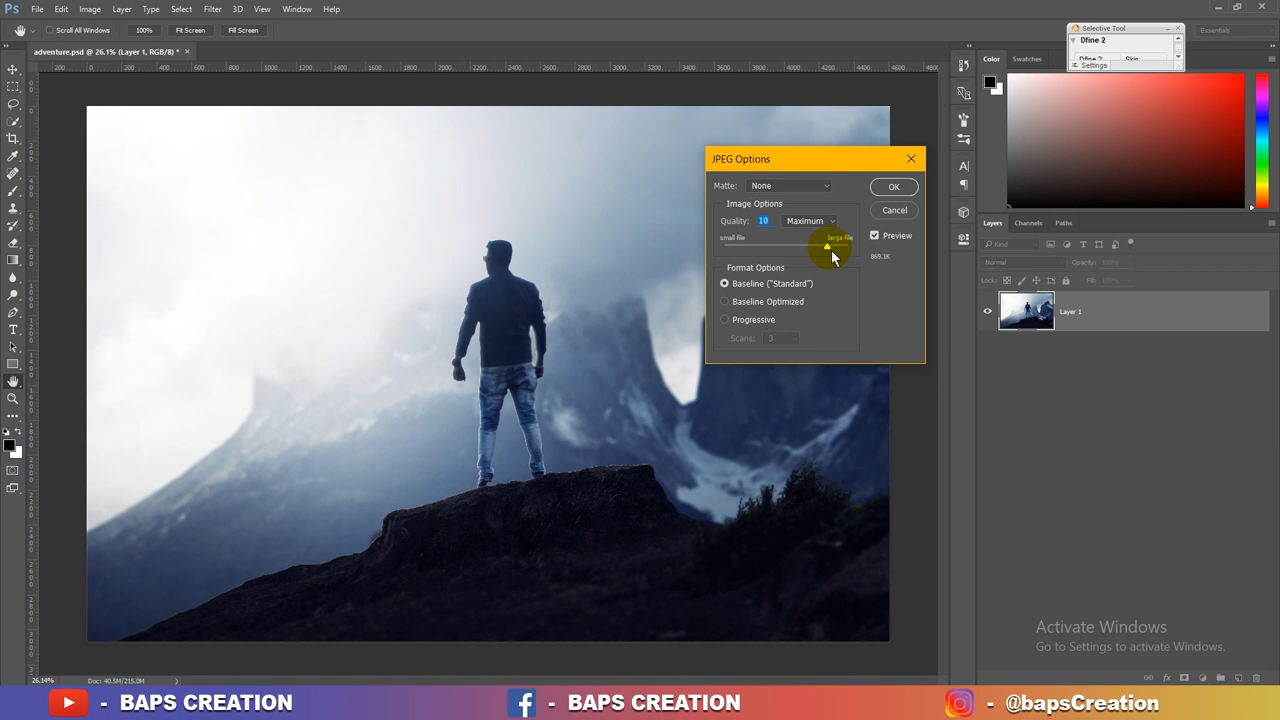 Ps File Edit Image Layer Type Select Filter 3D View Window Help
Scroll All Windows 100% Fit Screen Fill Screen
Essentials
Selective Tool
Dfine 2
Settings
adventure.psd @ 26.1% (Layer 1, RGB/8) *
Color Swatches
JPEG Options
Matte: None
OK
Image Options
Quality: 10 Maximum
Cancel
small file large file
Preview
869.1K
Format Options
Baseline ("Standard")
Baseline Optimized
Progressive
Scans: 3
Layers Channels Paths
Kind
Normal Opacity: 100%
Lock: Fill: 100%
Layer 1
Activate Windows
Go to Settings to activate Windows.
26.14% Doc: 40.5M/215.0M
- BAPS CREATION - BAPS CREATION - @bapsCreation